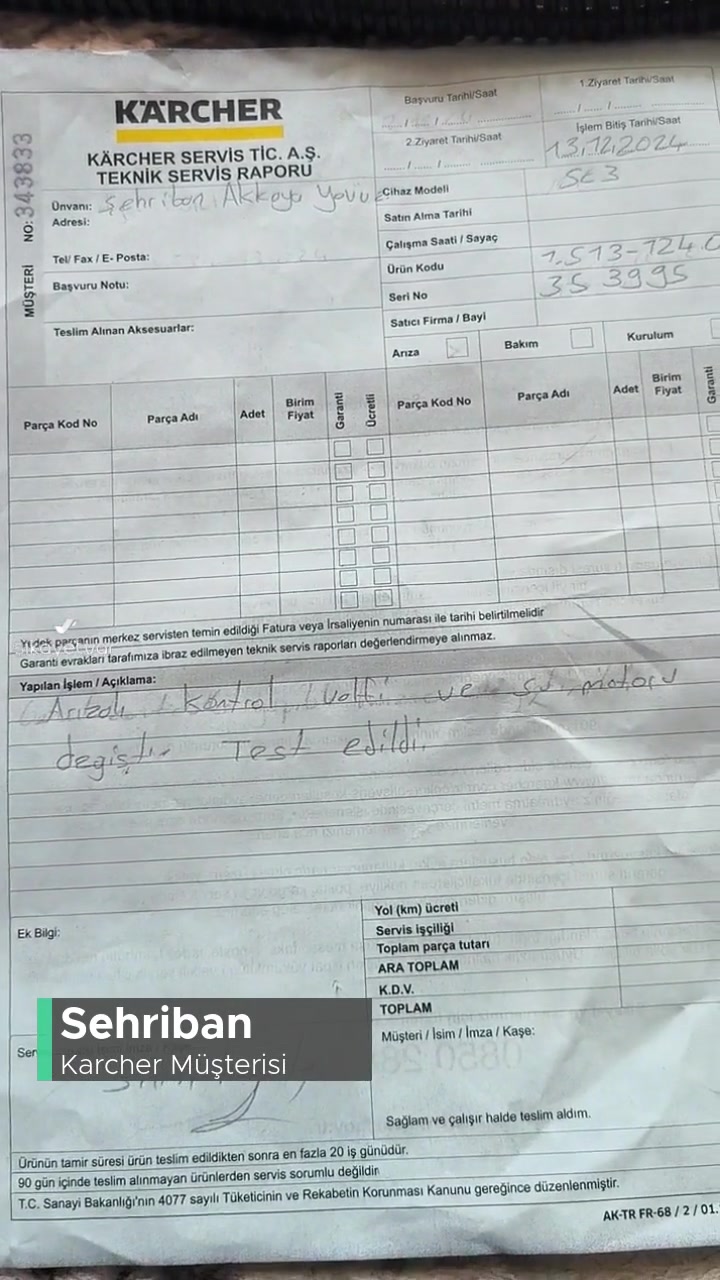 KÄRCHER
KÄRCHER SERVİS TİC. A.Ş.
TEKNİK SERVİS RAPORU
MÜŞTERİ NO: 343833
Ünvanı: Şehriban Akkaya
Adresi:
Tel/ Fax / E- Posta:
Başvuru Notu:
Teslim Alınan Aksesuarlar:
Başvuru Tarihi/Saat
1.Ziyaret Tarihi/Saat
2.Ziyaret Tarihi/Saat
İşlem Bitiş Tarihi/Saat
13.12.2024
Cihaz Modeli SC 3
Satın Alma Tarihi
Çalışma Saati / Sayaç
Ürün Kodu 1.513-124.0
Seri No 353995
Satıcı Firma / Bayi
Arıza Bakım Kurulum
Parça Kod No Parça Adı Adet Birim Fiyat Garanti Ücretli Parça Kod No Parça Adı Adet Birim Fiyat Garanti
Yedek parçanın merkez servisten temin edildiği Fatura veya İrsaliyenin numarası ile tarihi belirtilmelidir
Garanti evrakları tarafımıza ibraz edilmeyen teknik servis raporları değerlendirmeye alınmaz.
Yapılan İşlem / Açıklama:
kontrol ve su motoru
Test edildi.
Ek Bilgi:
Yol (km) ücreti
Servis işçiliği
Toplam parça tutarı
ARA TOPLAM
K.D.V.
TOPLAM
Sehriban
Karcher Müşterisi
Müşteri / İsim / İmza / Kaşe:
Sağlam ve çalışır halde teslim aldım.
Ürünün tamir süresi ürün teslim edildikten sonra en fazla 20 iş günüdür.
90 gün içinde teslim alınmayan ürünlerden servis sorumlu değildir
T.C. Sanayi Bakanlığı'nın 4077 sayılı Tüketicinin ve Rekabetin Korunması Kanunu gereğince düzenlenmiştir.
AK-TR FR-68 / 2 / 01.